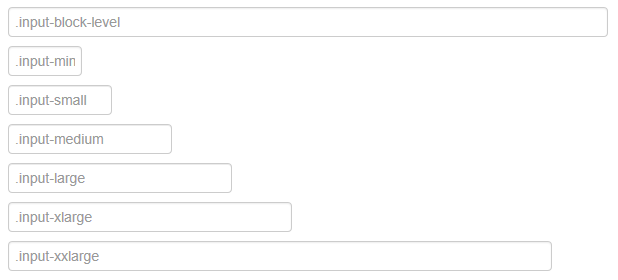 .input-block-level
.input-min
.input-small
.input-medium
.input-large
.input-xlarge
.input-xxlarge